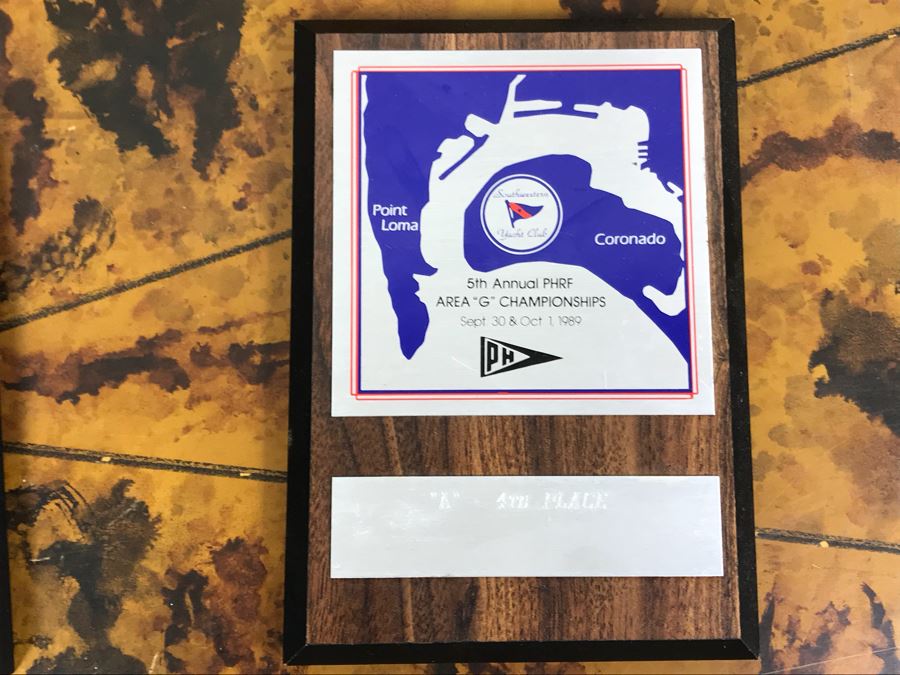 Southwestern
Yacht Club
Point
Loma
Coronado
5th Annual PHRF
AREA "G" CHAMPIONSHIPS
Sept. 30 & Oct 1, 1989
PH
"A" 4TH PLACE